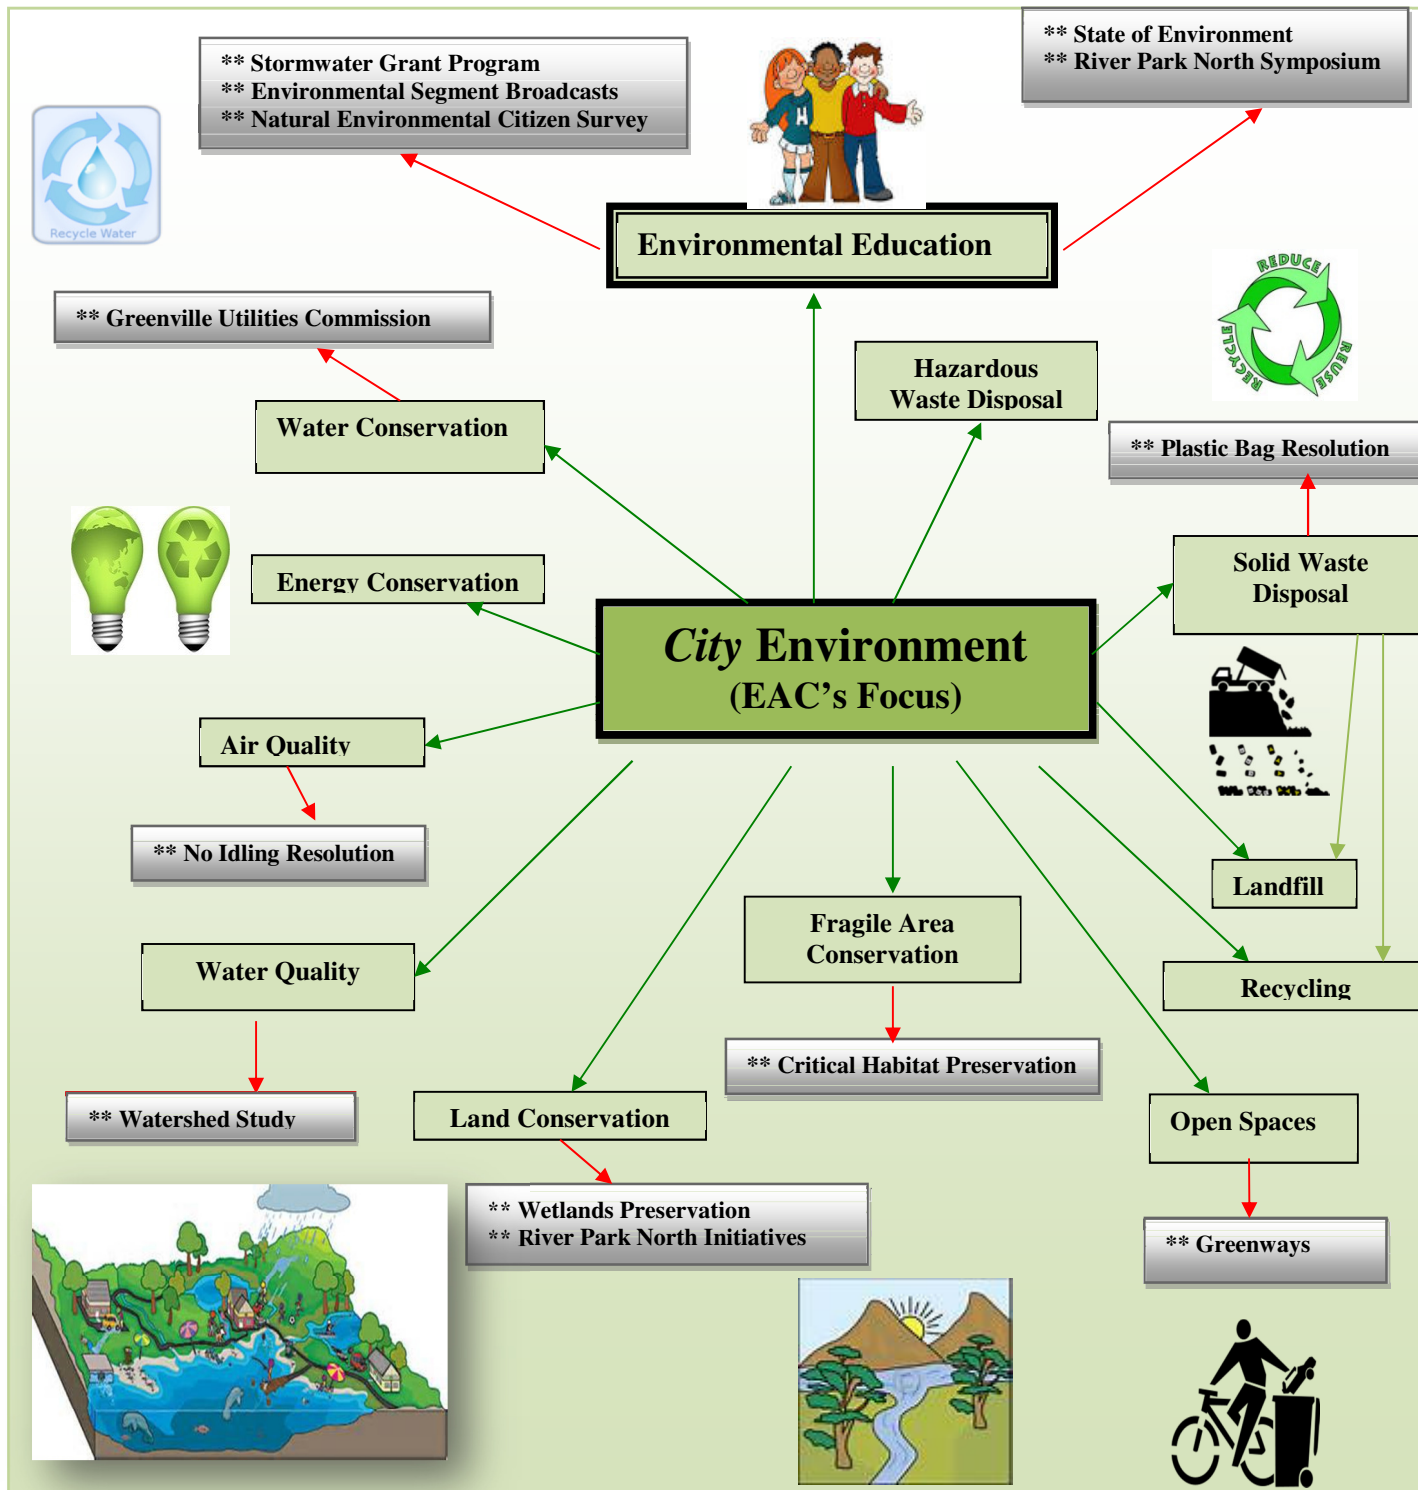 ** Stormwater Grant Program
** Environmental Segment Broadcasts
** Natural Environmental Citizen Survey
** State of Environment
** River Park North Symposium
H
Recycle Water
Environmental Education
REDUCE
REUSE
RECYCLE
** Greenville Utilities Commission
Hazardous
Waste Disposal
Water Conservation
** Plastic Bag Resolution
Energy Conservation
Solid Waste
Disposal
City Environment
(EAC’s Focus)
Air Quality
** No Idling Resolution
Landfill
Fragile Area
Conservation
Water Quality
Recycling
** Critical Habitat Preservation
** Watershed Study
Land Conservation
Open Spaces
** Wetlands Preservation
** River Park North Initiatives
** Greenways